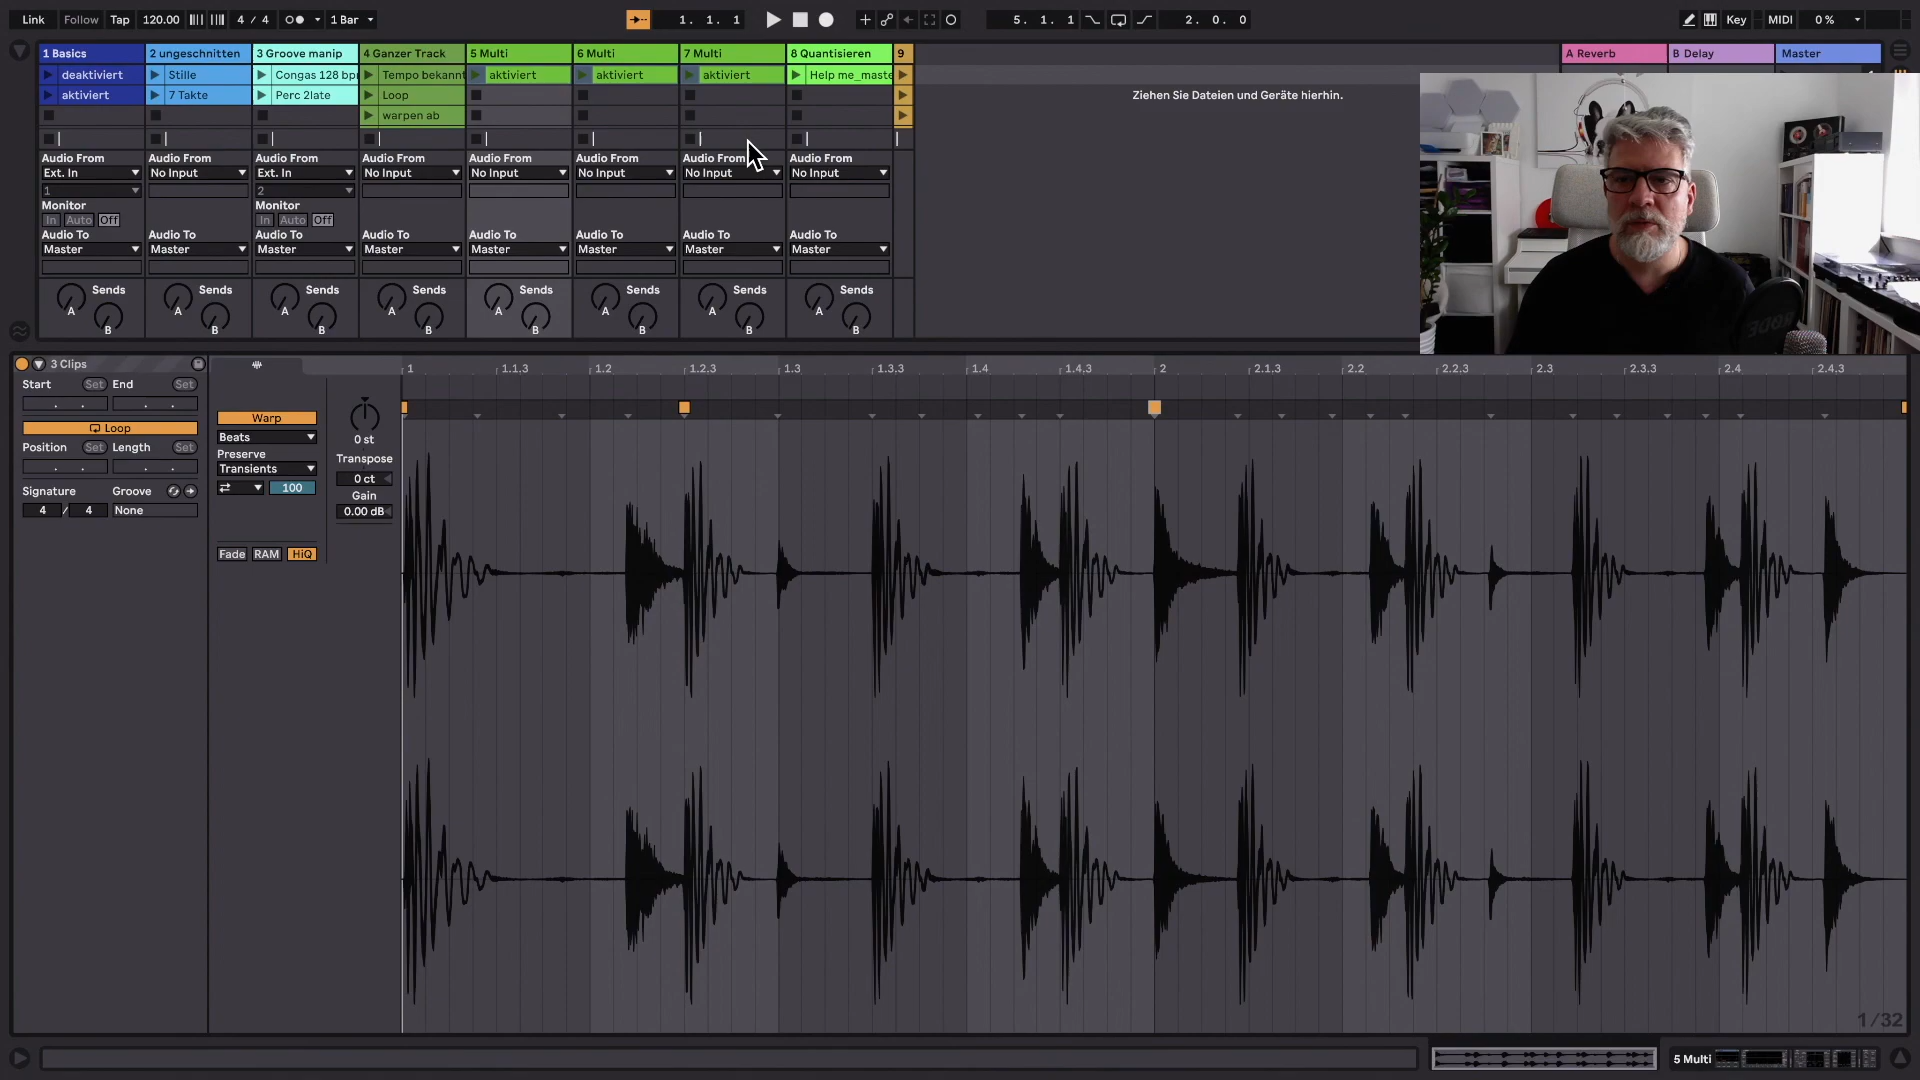 Link Follow Tap 120.00 4 / 4 1 Bar 1. 1. 1 5. 1. 1 2. 0. 0 Key MIDI 0 %
1 Basics 2 ungeschnitten 3 Groove manip 4 Ganzer Track 5 Multi 6 Multi 7 Multi 8 Quantisieren 9 A Reverb B Delay Master
deaktiviert Stille Congas 128 bpm Tempo bekannt aktiviert aktiviert aktiviert Help me_maste
aktiviert 7 Takte Perc 2late Loop Ziehen Sie Dateien und Geräte hierhin.
warpen ab
Audio From Audio From Audio From Audio From Audio From Audio From Audio From Audio From
Ext. In No Input Ext. In No Input No Input No Input No Input No Input
1 2
Monitor Monitor
In Auto Off In Auto Off
Audio To Audio To Audio To Audio To Audio To Audio To Audio To Audio To
Master Master Master Master Master Master Master Master
Sends Sends Sends Sends Sends Sends Sends Sends
A A A A A A A A
B B B B B B B B
3 Clips
1 1.1.3 1.2 1.2.3 1.3 1.3.3 1.4 1.4.3 2 2.1.3 2.2 2.2.3 2.3 2.3.3 2.4 2.4.3
Start Set End Set
Loop
Position Set Length Set
Signature Groove
4 / 4 None
Warp
Beats
Preserve
Transients
100
Fade RAM HiQ
0 st
Transpose
0 ct
Gain
0.00 dB
RODE
1/32
5 Multi